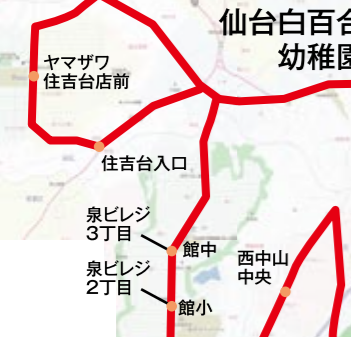 仙台白百合
幼稚園
ヤマザワ
住吉台店前
住吉台入口
泉ビレジ
3丁目
館中
西中山
中央
泉ビレジ
2丁目
館小